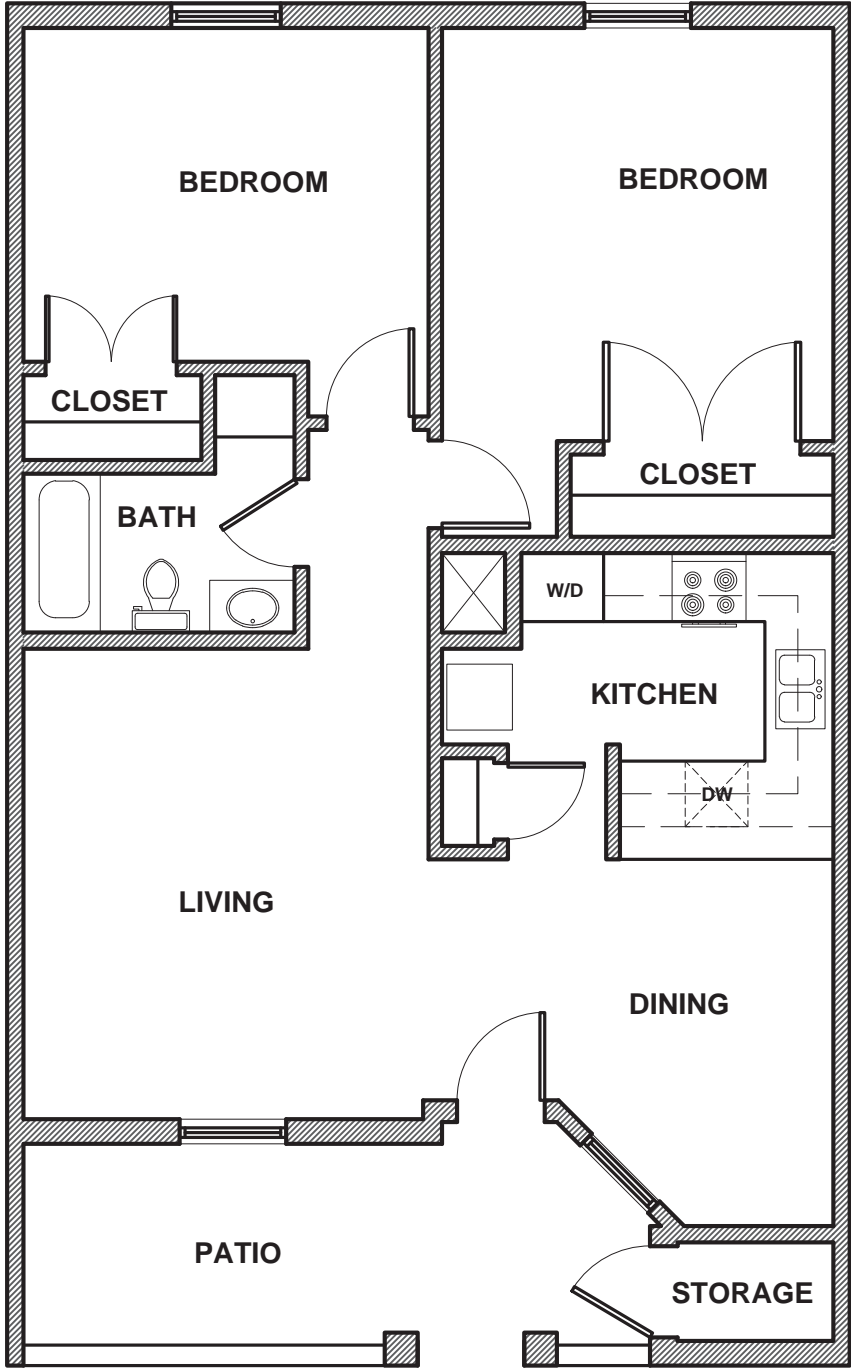 BEDROOM
BEDROOM
CLOSET
CLOSET
BATH
W/D
KITCHEN
DW
LIVING
DINING
PATIO
STORAGE